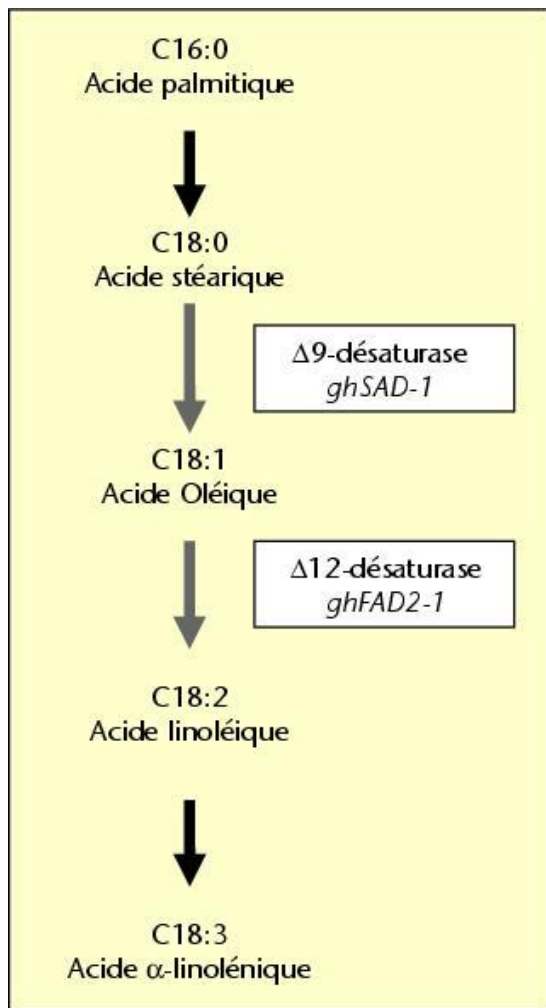 C16:0
Acide palmitique
C18:0
Acide stéarique
Δ9-désaturase
ghSAD-1
C18:1
Acide Oléique
Δ12-désaturase
ghFAD2-1
C18:2
Acide linoléique
C18:3
Acide α-linolénique